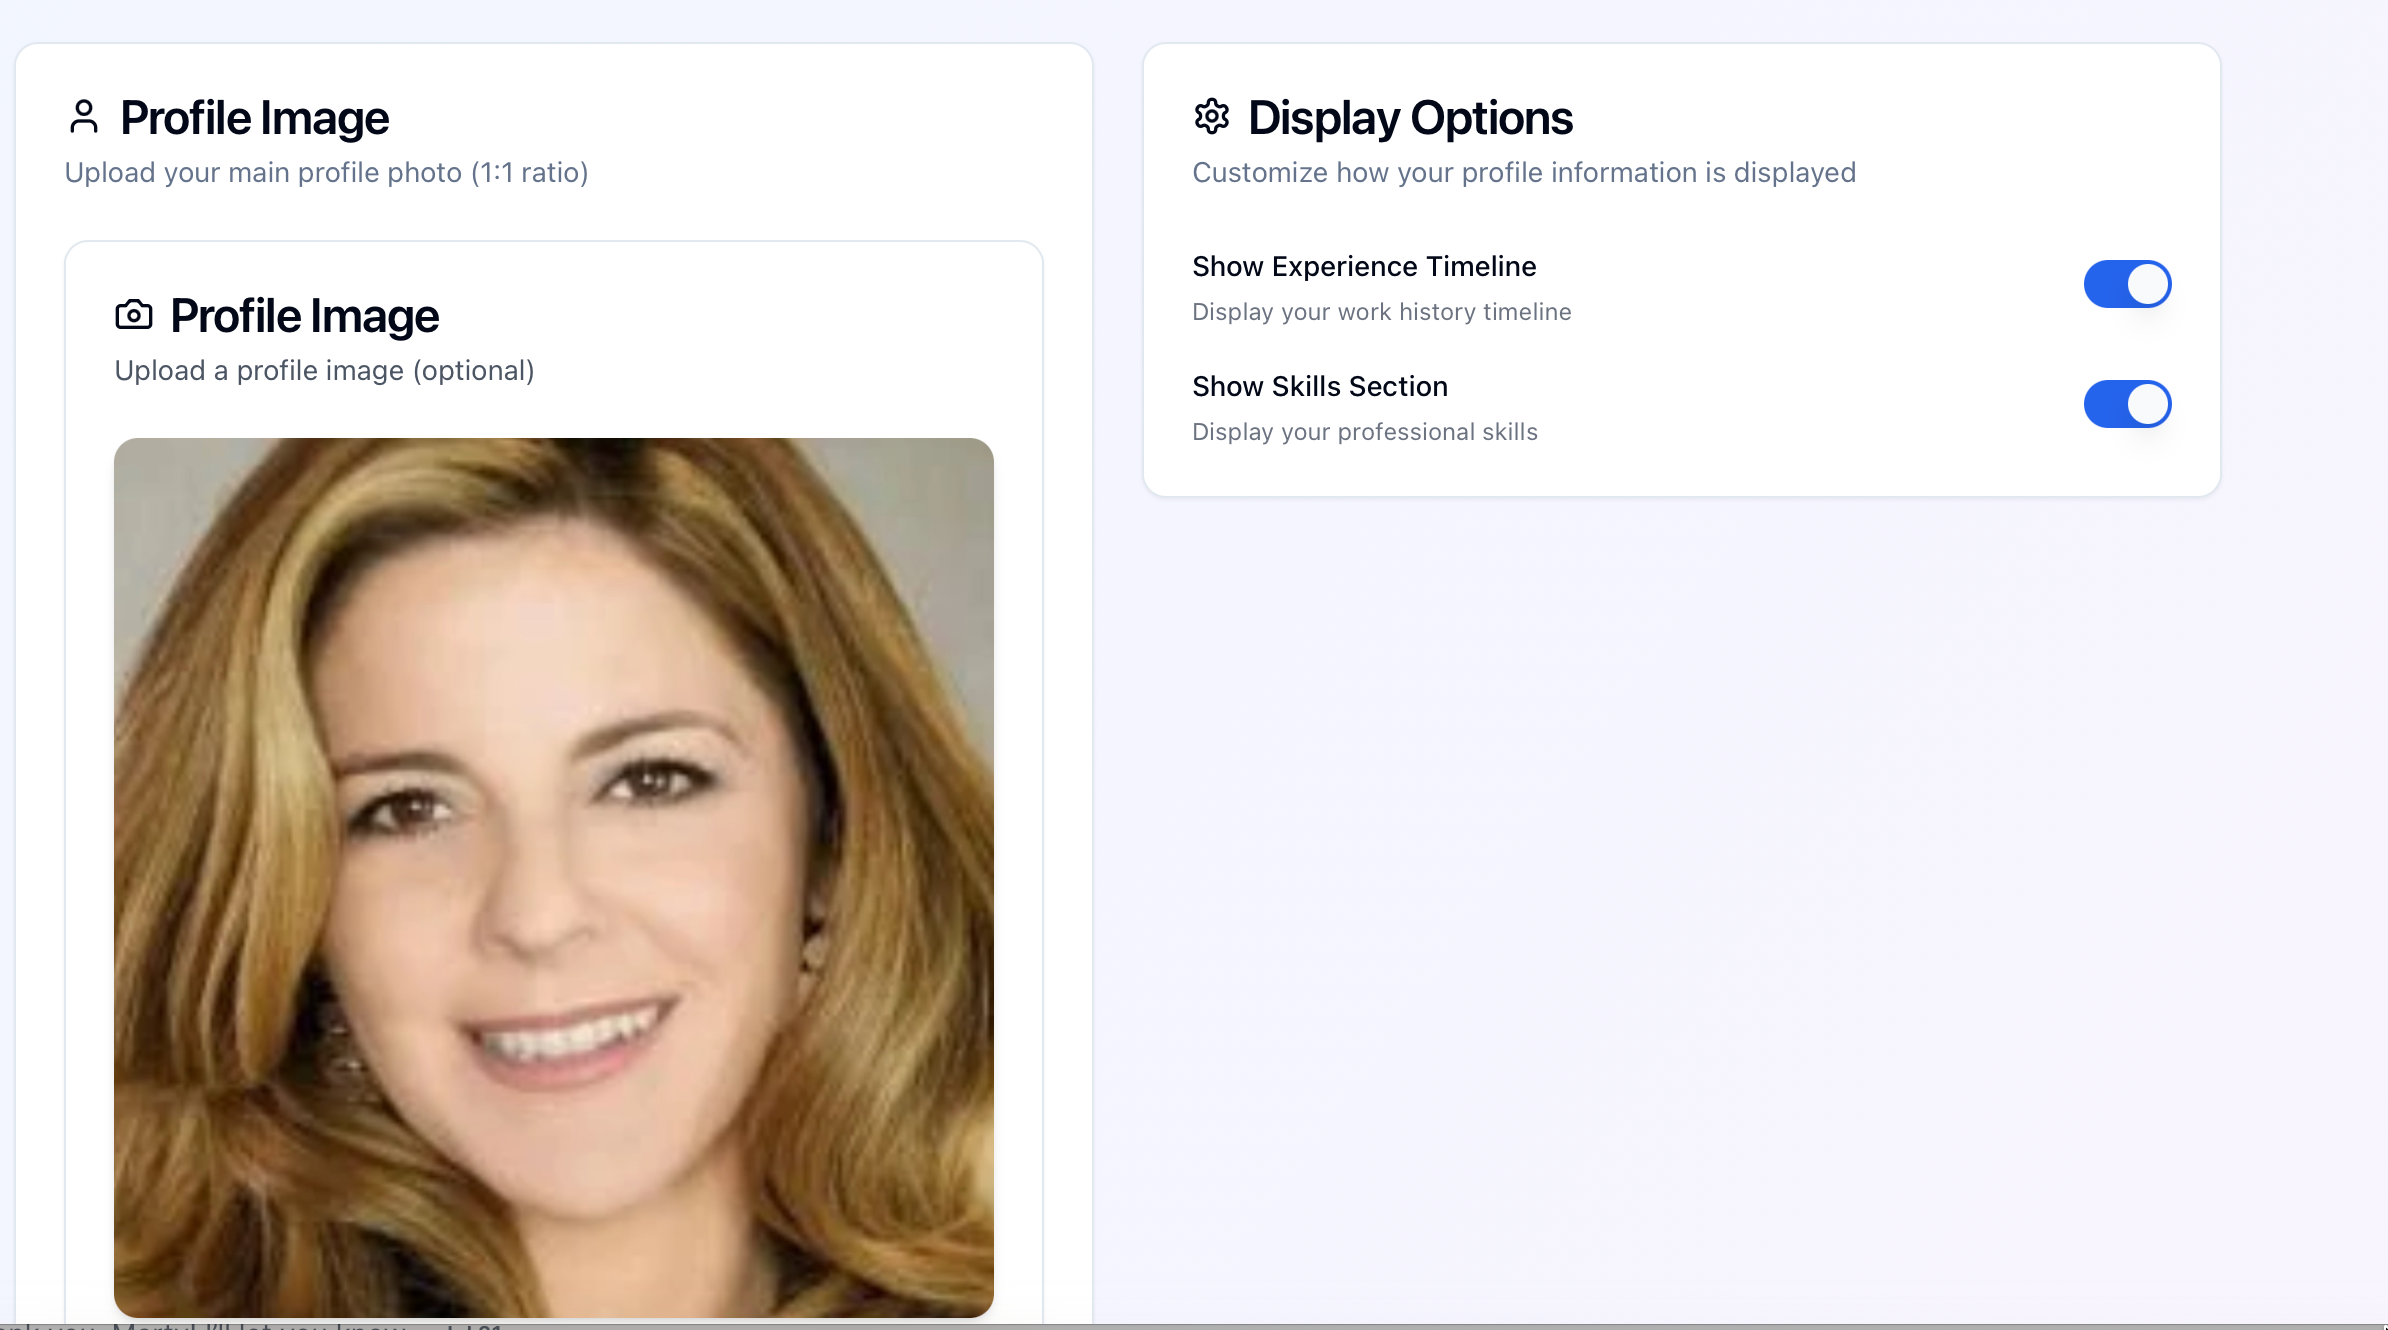 Profile Image
Upload your main profile photo (1:1 ratio)
Profile Image
Upload a profile image (optional)
Display Options
Customize how your profile information is displayed
Show Experience Timeline
Display your work history timeline
Show Skills Section
Display your professional skills